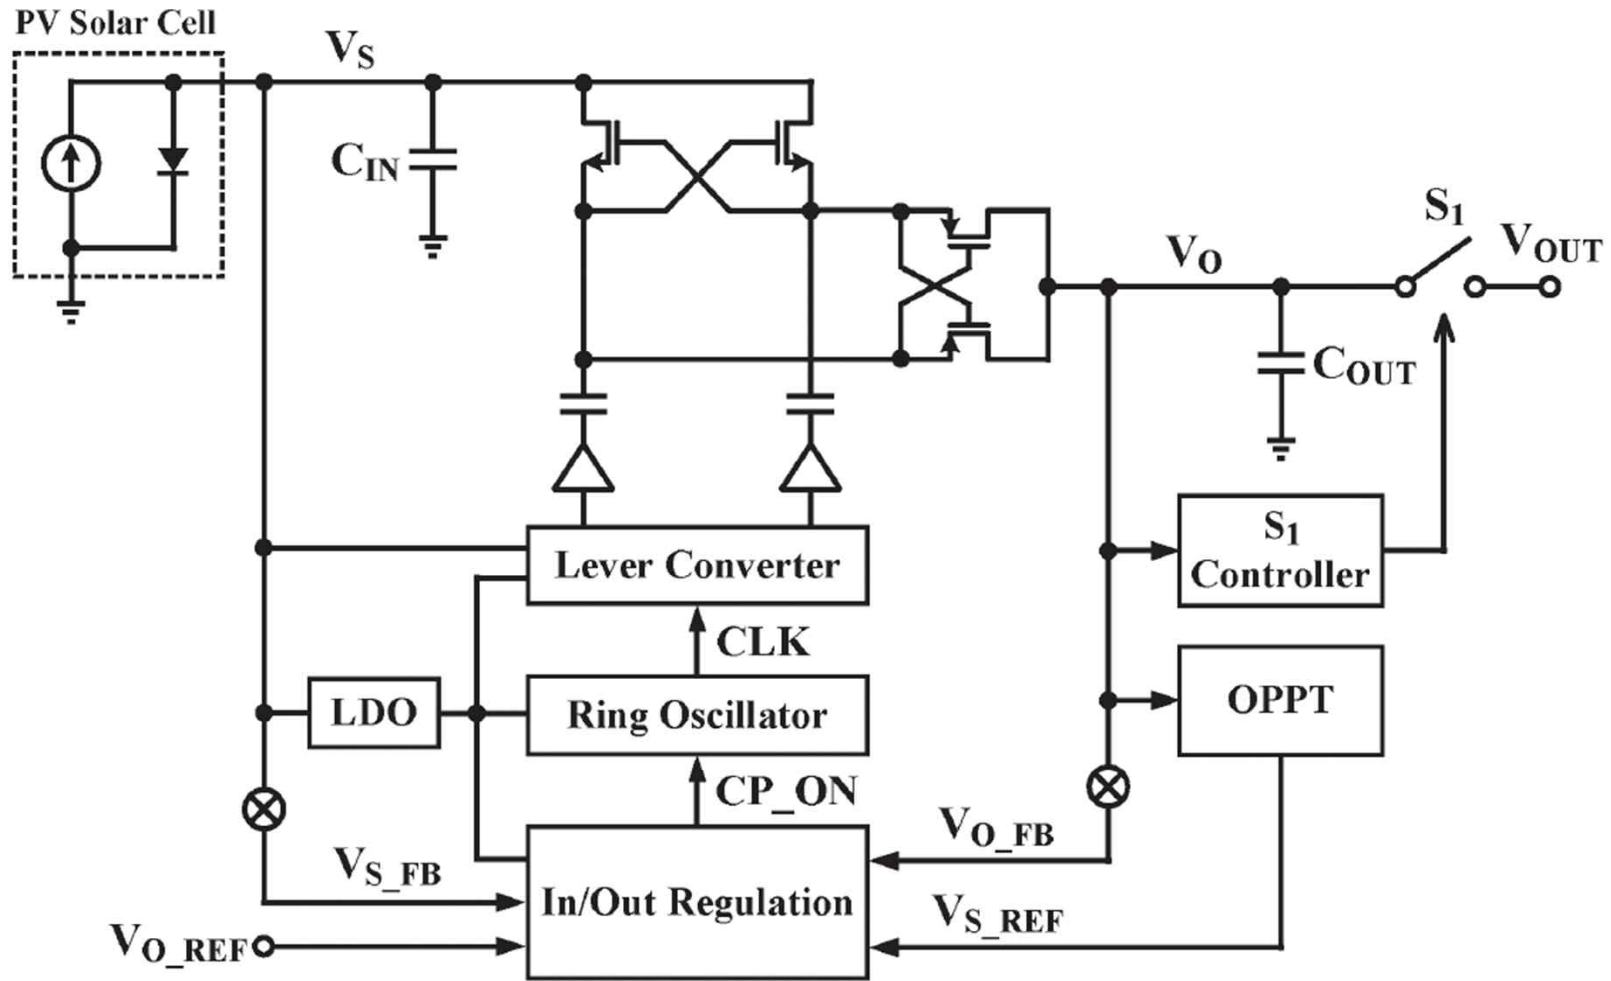 PV Solar Cell
VS
CIN
S1
VO
VOUT
COUT
Lever Converter
S1
Controller
CLK
LDO
Ring Oscillator
OPPT
CP_ON
VO_FB
VS_FB
In/Out Regulation
VS_REF
VO_REF